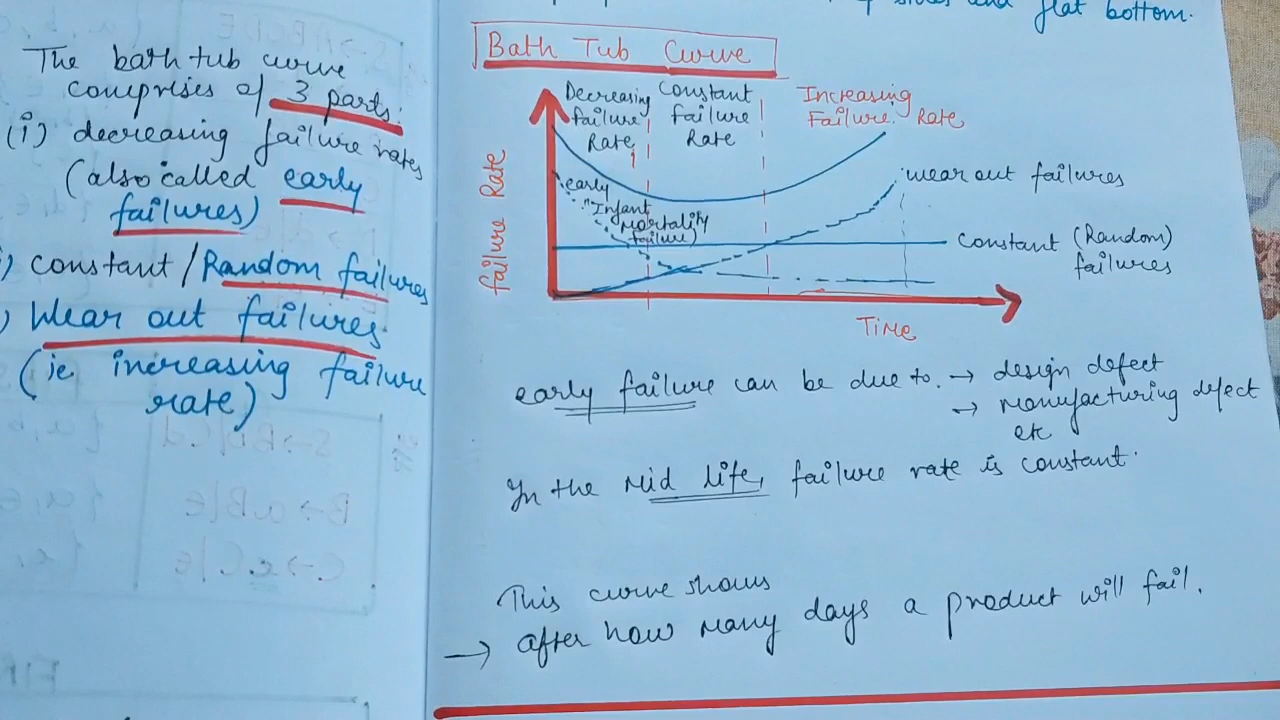 The bath tub curve
comprises of 3 parts.
(i) decreasing failure rates
(also called early
failures)
) constant/Random failures
) Wear out failures.
(ie increasing failure
rate)
flat bottom.
Bath Tub Curve
Decreasing
failure
Rate
Constant
Failure
Rate
Increasing
Failure Rate
Failure Rate
early
"Infant
Mortality
failure)
wear out failures
Constant (Random)
failures
Time
early failure can be due to. → design defect
→ manufacturing defect
etc
In the mid life, failure rate is constant.
This curve shows
→ after how many days a product will fail.